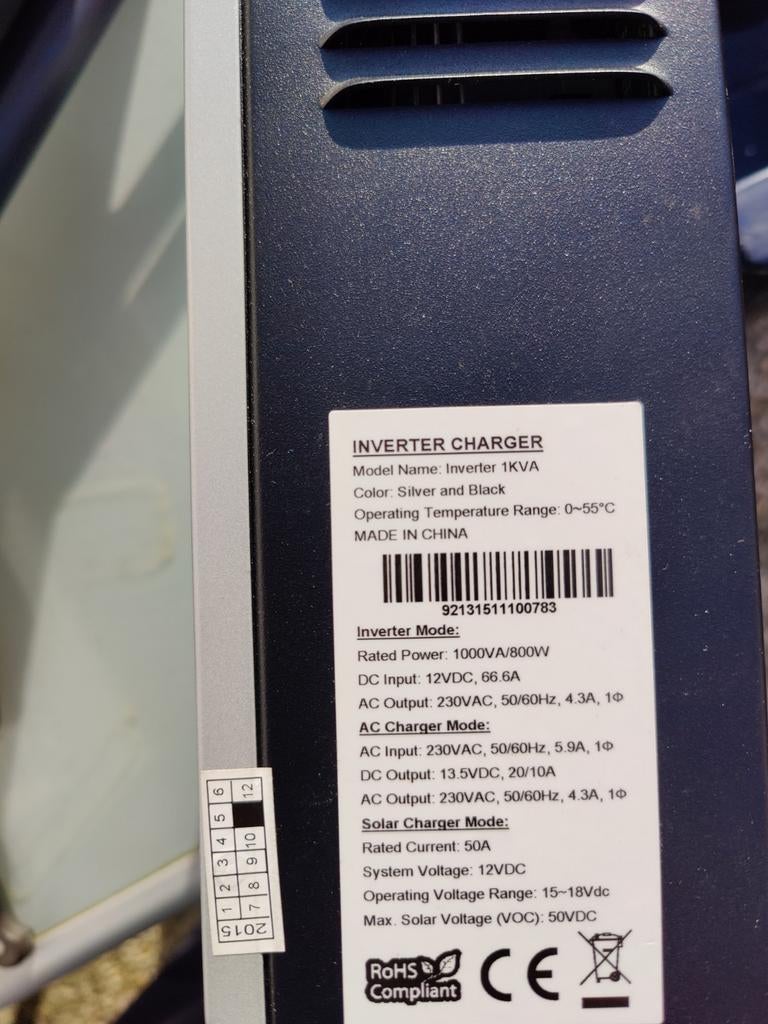 INVERTER CHARGER
Model Name: Inverter 1KVA
Color: Silver and Black
Operating Temperature Range: 0~55°C
MADE IN CHINA
92131511100783
Inverter Mode:
Rated Power: 1000VA/800W
DC Input: 12VDC, 66.6A
AC Output: 230VAC, 50/60Hz, 4.3A, 1Φ
AC Charger Mode:
AC Input: 230VAC, 50/60Hz, 5.9A, 1Φ
DC Output: 13.5VDC, 20/10A
AC Output: 230VAC, 50/60Hz, 4.3A, 1Φ
Solar Charger Mode:
Rated Current: 50A
System Voltage: 12VDC
Operating Voltage Range: 15~18Vdc
Max. Solar Voltage (VOC): 50VDC
RoHS
Compliant
CE
1 2 3 4 5 6
7 8 9 10 12
2015